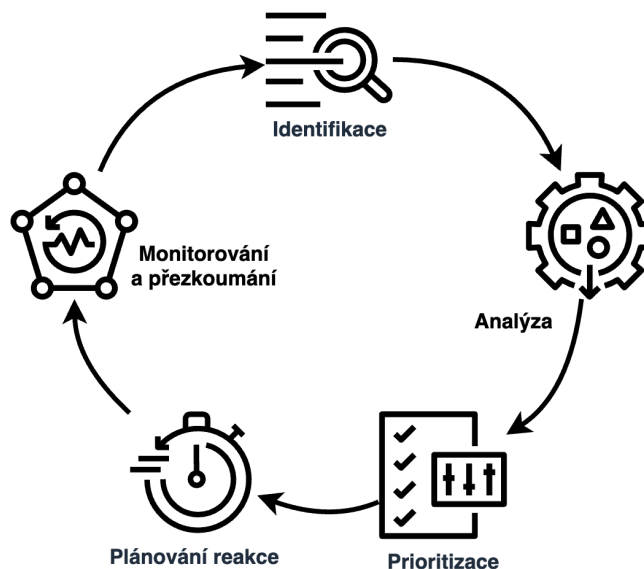 Identifikace
Monitorování
a přezkoumání
Analýza
Plánování reakce
Prioritizace